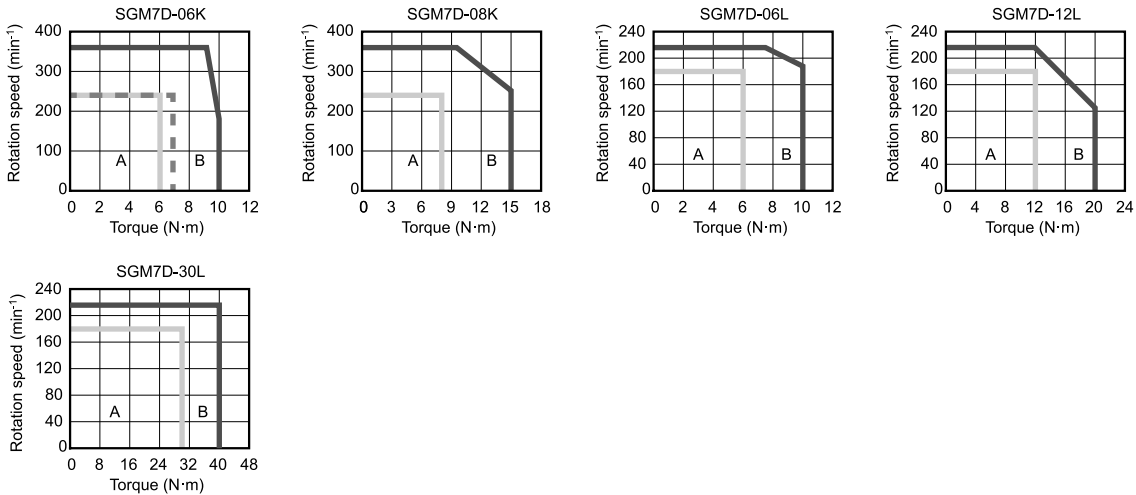 SGM7D-06K
Rotation speed (min-1)
400
300
200
100
0
A
B
0 2 4 6 8 10 12
Torque (N·m)
SGM7D-08K
Rotation speed (min-1)
400
300
200
100
0
A
B
0 3 6 9 12 15 18
Torque (N·m)
SGM7D-06L
Rotation speed (min-1)
240
200
160
120
80
40
0
A
B
0 2 4 6 8 10 12
Torque (N·m)
SGM7D-12L
Rotation speed (min-1)
240
200
160
120
80
40
0
A
B
0 4 8 12 16 20 24
Torque (N·m)
SGM7D-30L
Rotation speed (min-1)
240
200
160
120
80
40
0
A
B
0 8 16 24 32 40 48
Torque (N·m)